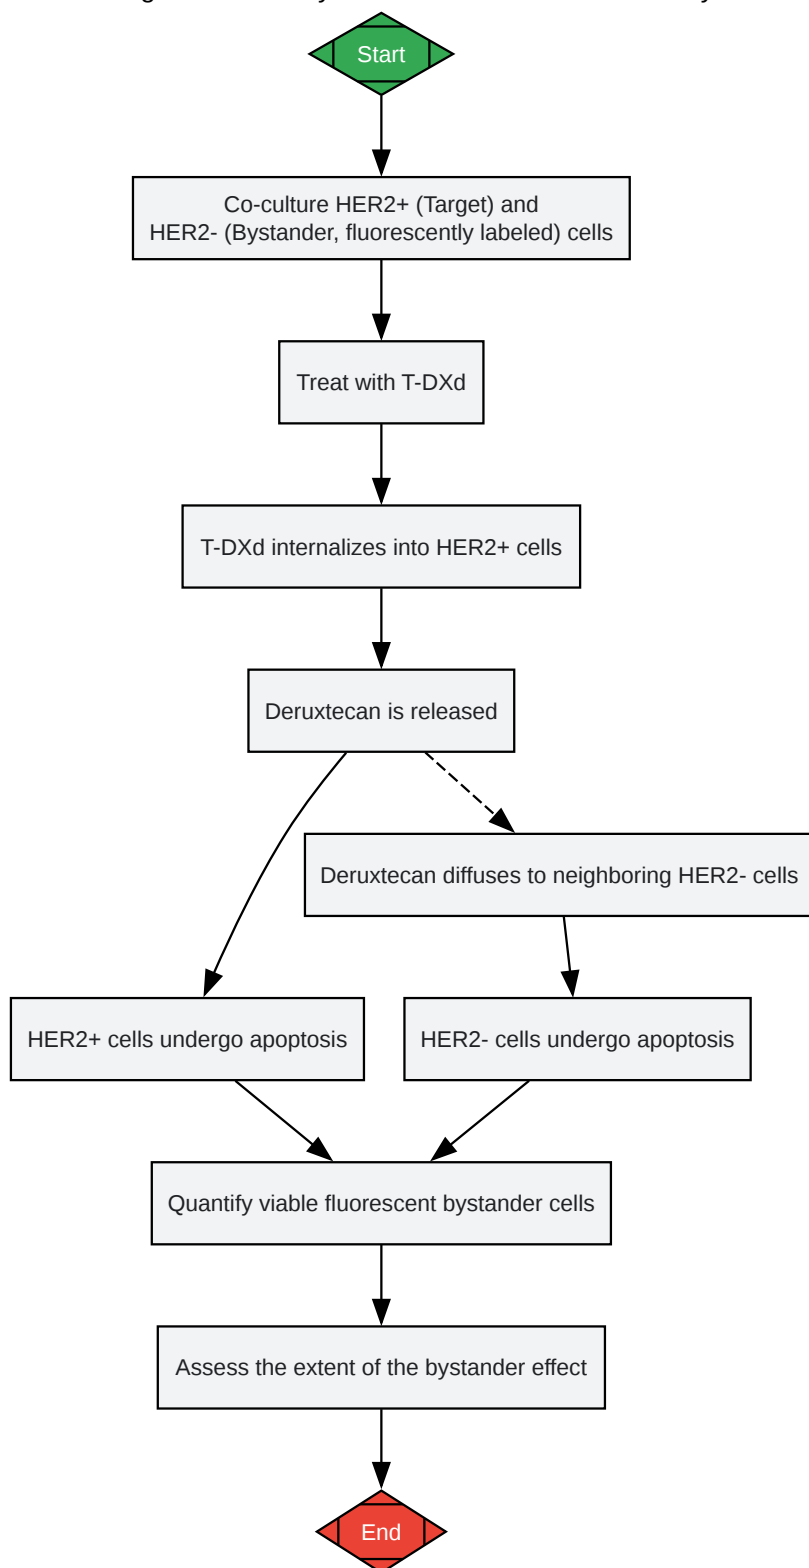 Start
Co-culture HER2+ (Target) and
HER2- (Bystander, fluorescently labeled) cells
Treat with T-DXd
T-DXd internalizes into HER2+ cells
Deruxtecan is released
Deruxtecan diffuses to neighboring HER2- cells
HER2+ cells undergo apoptosis
HER2- cells undergo apoptosis
Quantify viable fluorescent bystander cells
Assess the extent of the bystander effect
End